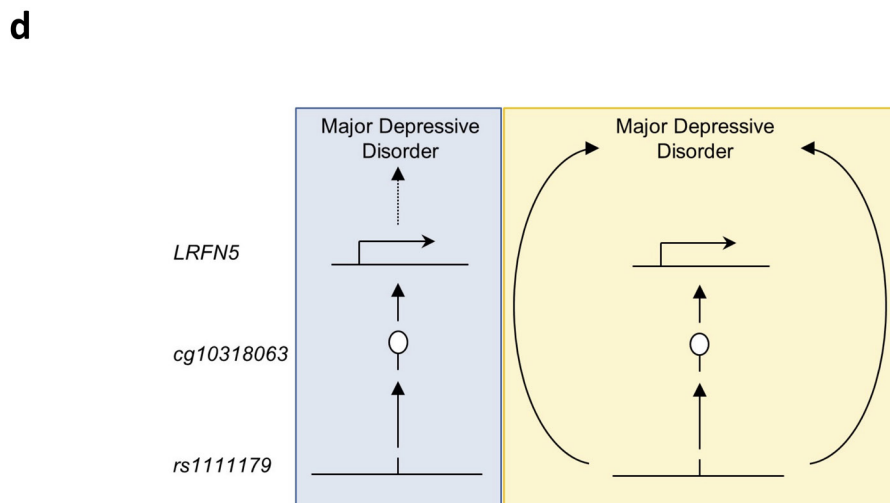 d
Major Depressive
Disorder
Major Depressive
Disorder
LRFN5
cg10318063
rs1111179